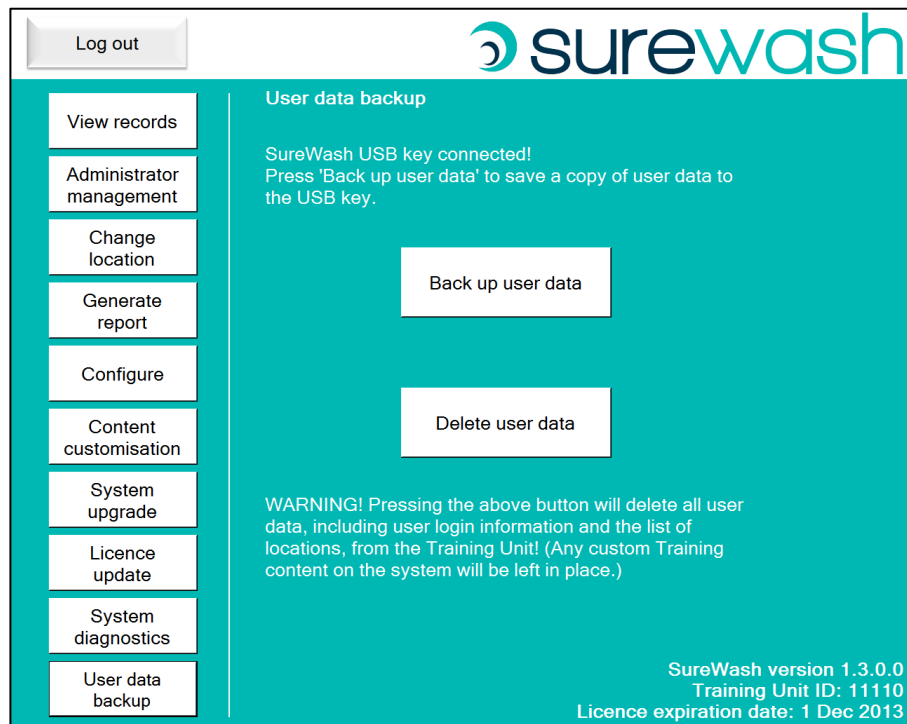 Log out
surewash
View records
Administrator
management
Change
location
Generate
report
Configure
Content
customisation
System
upgrade
Licence
update
System
diagnostics
User data
backup
User data backup
SureWash USB key connected!
Press 'Back up user data' to save a copy of user data to
the USB key.
Back up user data
Delete user data
WARNING! Pressing the above button will delete all user
data, including user login information and the list of
locations, from the Training Unit! (Any custom Training
content on the system will be left in place.)
SureWash version 1.3.0.0
Training Unit ID: 11110
Licence expiration date: 1 Dec 2013